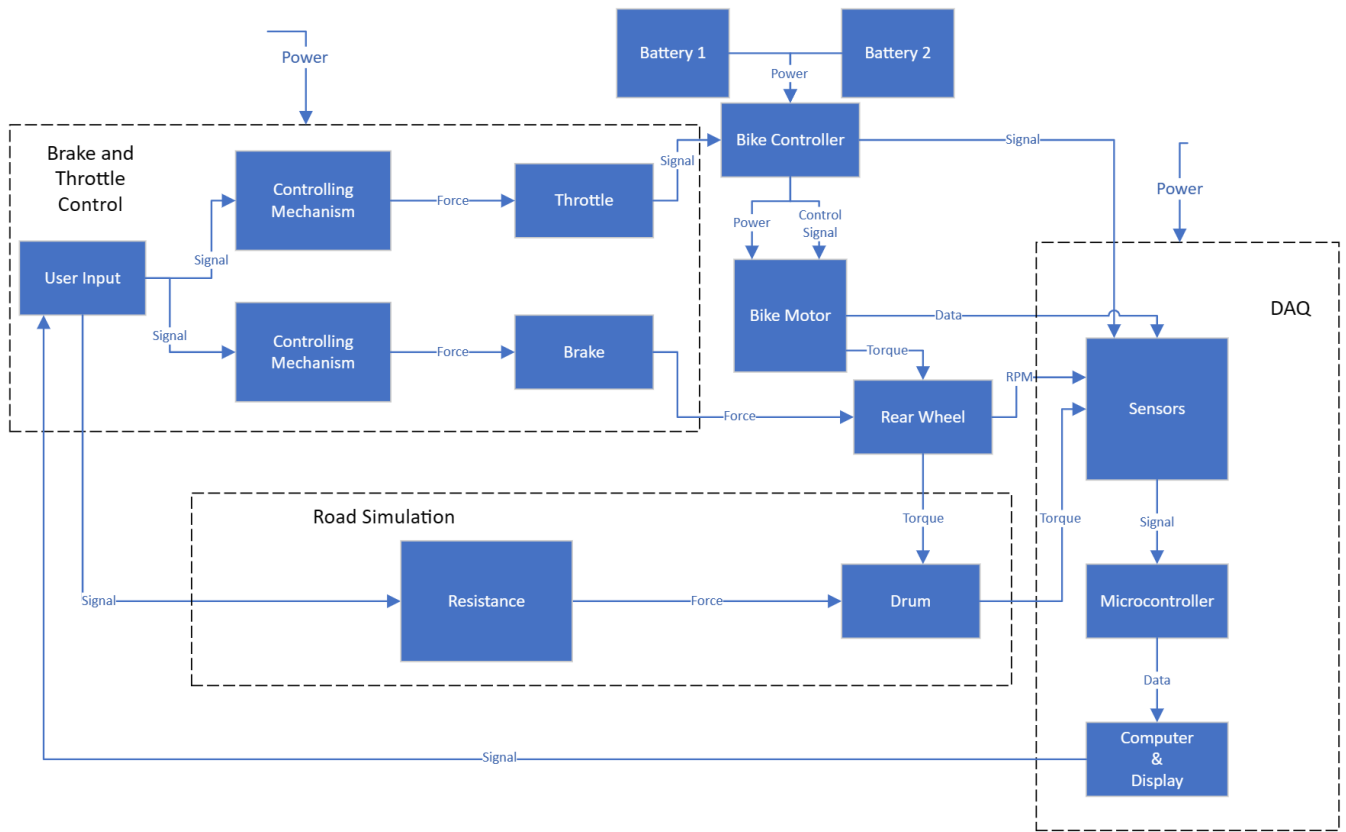 Power
Battery 1
Battery 2
Power
Brake and
Throttle
Control
Controlling
Mechanism
Force
Throttle
Signal
Bike Controller
Signal
Power
User Input
Signal
Signal
Power
Control
Signal
Controlling
Mechanism
Force
Brake
Bike Motor
Data
DAQ
Torque
RPM
Force
Rear Wheel
Sensors
Road Simulation
Torque
Torque
Signal
Signal
Resistance
Force
Drum
Microcontroller
Data
Computer
&
Display
Signal